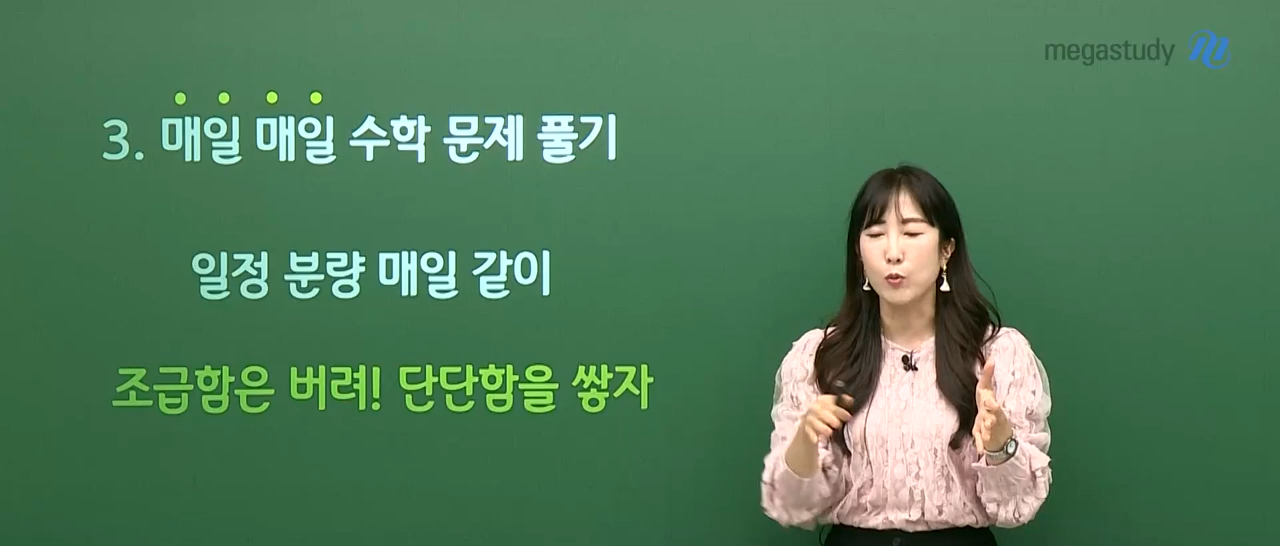 megastudy
3. 매일 매일 수학 문제 풀기
일정 분량 매일 같이
조급함은 버려! 단단함을 쌓자